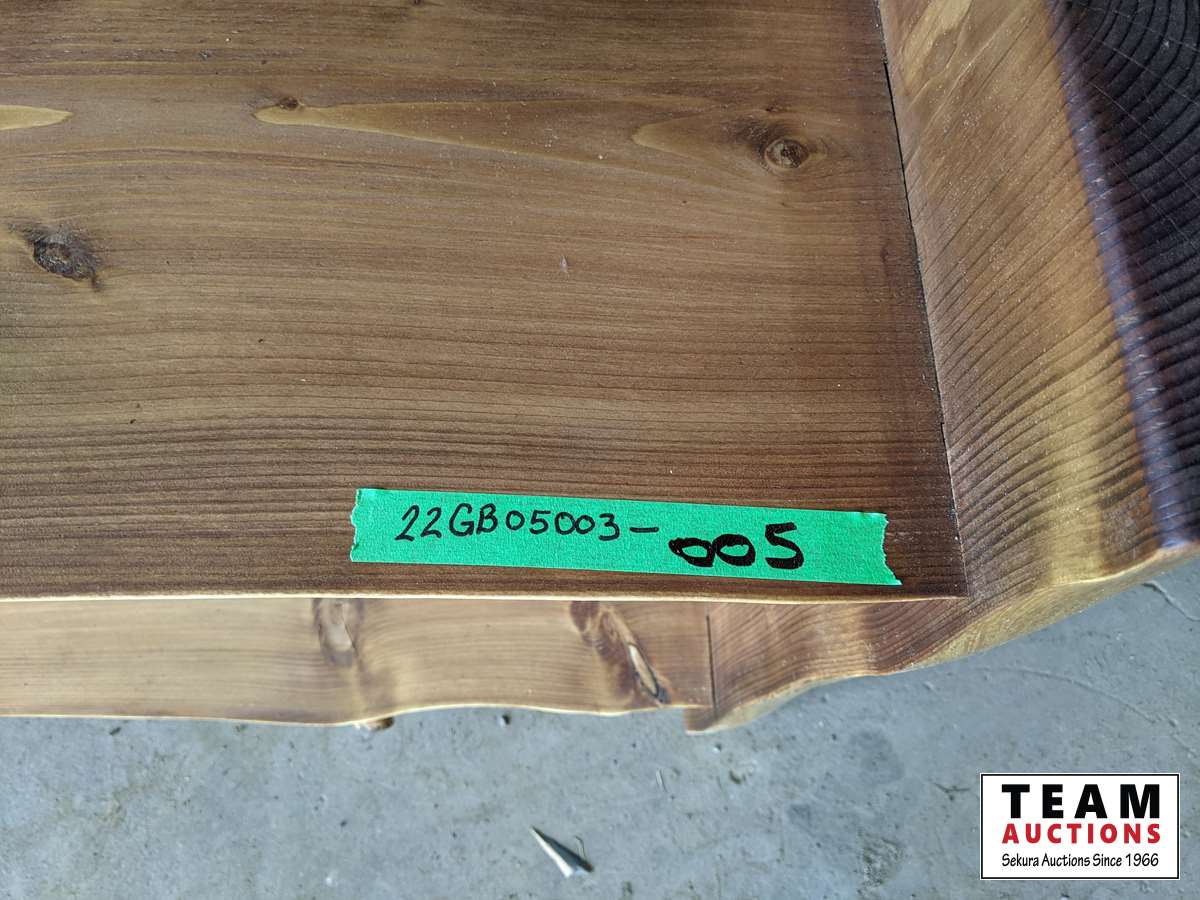 22GB05003-005
TEAM
AUCTIONS
Sekura Auctions Since 1966